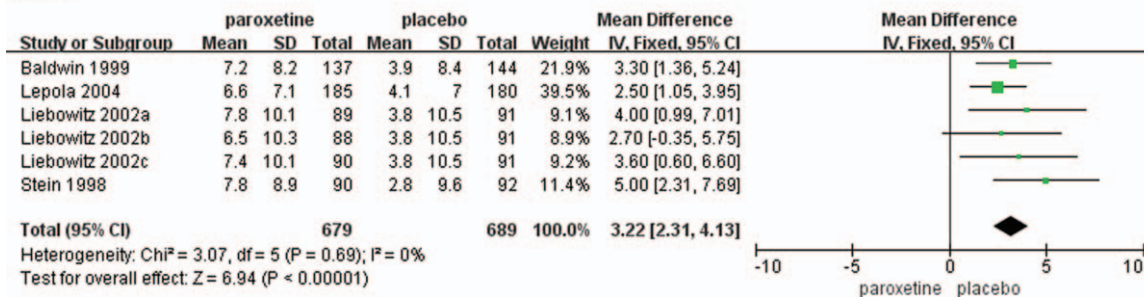 paroxetine placebo Mean Difference Mean Difference
Study or Subgroup Mean SD Total Mean SD Total Weight IV, Fixed, 95% CI IV, Fixed, 95% CI
Baldwin 1999 7.2 8.2 137 3.9 8.4 144 21.9% 3.30 [1.36, 5.24]
Lepola 2004 6.6 7.1 185 4.1 7 180 39.5% 2.50 [1.05, 3.95]
Liebowitz 2002a 7.8 10.1 89 3.8 10.5 91 9.1% 4.00 [0.99, 7.01]
Liebowitz 2002b 6.5 10.3 88 3.8 10.5 91 8.9% 2.70 [-0.35, 5.75]
Liebowitz 2002c 7.4 10.1 90 3.8 10.5 91 9.2% 3.60 [0.60, 6.60]
Stein 1998 7.8 8.9 90 2.8 9.6 92 11.4% 5.00 [2.31, 7.69]
Total (95% CI) 679 689 100.0% 3.22 [2.31, 4.13]
Heterogeneity: Chi² = 3.07, df = 5 (P = 0.69); I² = 0%
Test for overall effect: Z = 6.94 (P < 0.00001)
-10 -5 0 5 10
paroxetine placebo